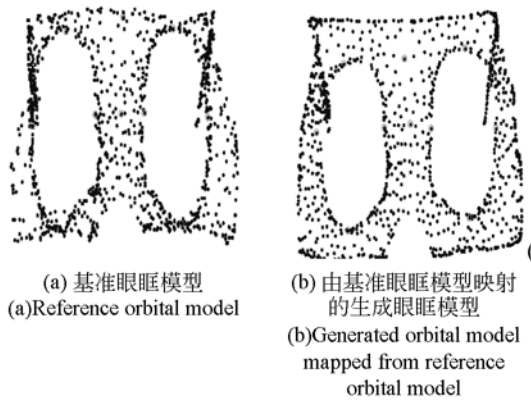 (a) 基准眼眶模型
(a)Reference orbital model
(b) 由基准眼眶模型映射
的生成眼眶模型
(b)Generated orbital model
mapped from reference
orbital model